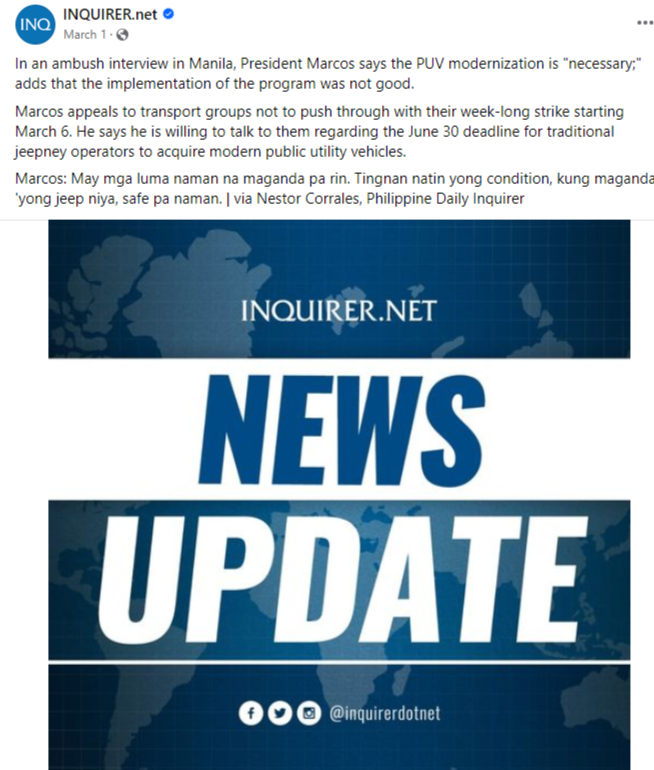 INQ
INQUIRER.net
March 1 ·
In an ambush interview in Manila, President Marcos says the PUV modernization is "necessary;"
adds that the implementation of the program was not good.
Marcos appeals to transport groups not to push through with their week-long strike starting
March 6. He says he is willing to talk to them regarding the June 30 deadline for traditional
jeepney operators to acquire modern public utility vehicles.
Marcos: May mga luma naman na maganda pa rin. Tingnan natin yong condition, kung maganda
'yong jeep niya, safe pa naman. | via Nestor Corrales, Philippine Daily Inquirer
INQUIRER.NET
NEWS
UPDATE
@inquirerdotnet